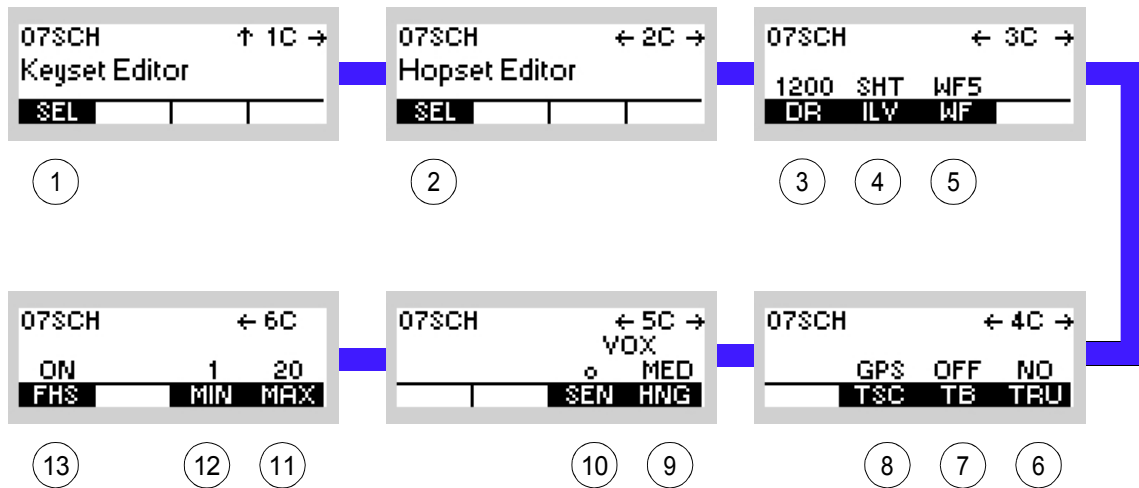 07SCH ↑ 1C →
Keyset Editor
SEL
07SCH ← 2C →
Hopset Editor
SEL
07SCH ← 3C →
1200 SHT WF5
DR ILV WF
1
2
3 4 5
07SCH ← 6C
ON 1 20
FHS MIN MAX
07SCH ← 5C →
VOX
o MED
SEN HNG
07SCH ← 4C →
GPS OFF NO
TSC TB TRU
13 12 11
10 9
8 7 6